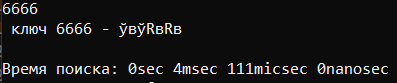 6666
ключ 6666 - ўвўRвRв
Время поиска: 0sec 4msec 111micsec 0nanosec